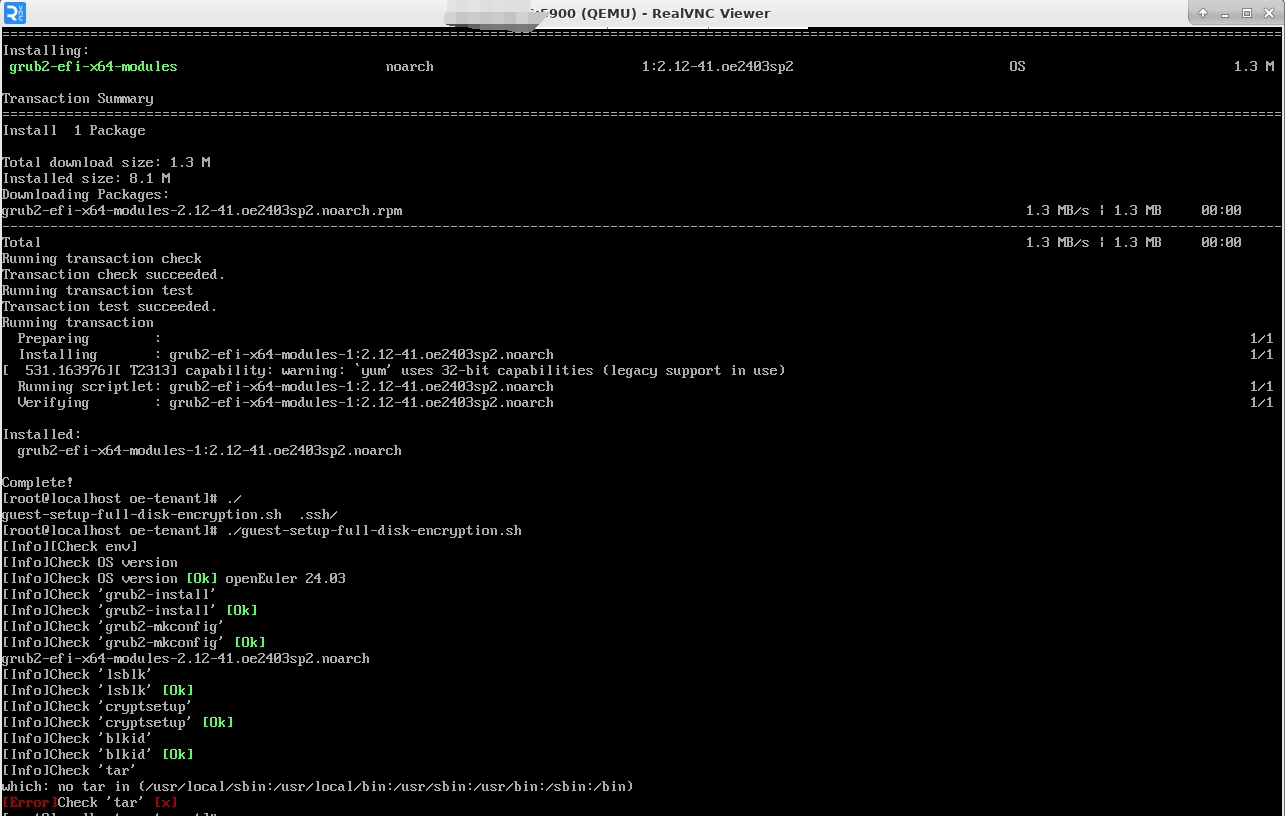 :5900 (QEMU) - RealVNC Viewer
Installing:
grub2-efi-x64-modules noarch 1:2.12-41.oe2403sp2 OS 1.3 M
Transaction Summary
Install 1 Package
Total download size: 1.3 M
Installed size: 8.1 M
Downloading Packages:
grub2-efi-x64-modules-2.12-41.oe2403sp2.noarch.rpm 1.3 MB/s | 1.3 MB 00:00
Total 1.3 MB/s | 1.3 MB 00:00
Running transaction check
Transaction check succeeded.
Running transaction test
Transaction test succeeded.
Running transaction
Preparing : 1/1
Installing : grub2-efi-x64-modules-1:2.12-41.oe2403sp2.noarch 1/1
[ 531.163976][ T2313] capability: warning: `yum' uses 32-bit capabilities (legacy support in use)
Running scriptlet: grub2-efi-x64-modules-1:2.12-41.oe2403sp2.noarch 1/1
Verifying : grub2-efi-x64-modules-1:2.12-41.oe2403sp2.noarch 1/1
Installed:
grub2-efi-x64-modules-1:2.12-41.oe2403sp2.noarch
Complete!
[root@localhost oe-tenant]# ./
guest-setup-full-disk-encryption.sh .ssh/
[root@localhost oe-tenant]# ./guest-setup-full-disk-encryption.sh
[Info][Check env]
[Info]Check OS version
[Info]Check OS version [Ok] openEuler 24.03
[Info]Check 'grub2-install'
[Info]Check 'grub2-install' [Ok]
[Info]Check 'grub2-mkconfig'
[Info]Check 'grub2-mkconfig' [Ok]
grub2-efi-x64-modules-2.12-41.oe2403sp2.noarch
[Info]Check 'lsblk'
[Info]Check 'lsblk' [Ok]
[Info]Check 'cryptsetup'
[Info]Check 'cryptsetup' [Ok]
[Info]Check 'blkid'
[Info]Check 'blkid' [Ok]
[Info]Check 'tar'
which: no tar in (/usr/local/sbin:/usr/local/bin:/usr/sbin:/usr/bin:/sbin:/bin)
[Error]Check 'tar' [x]